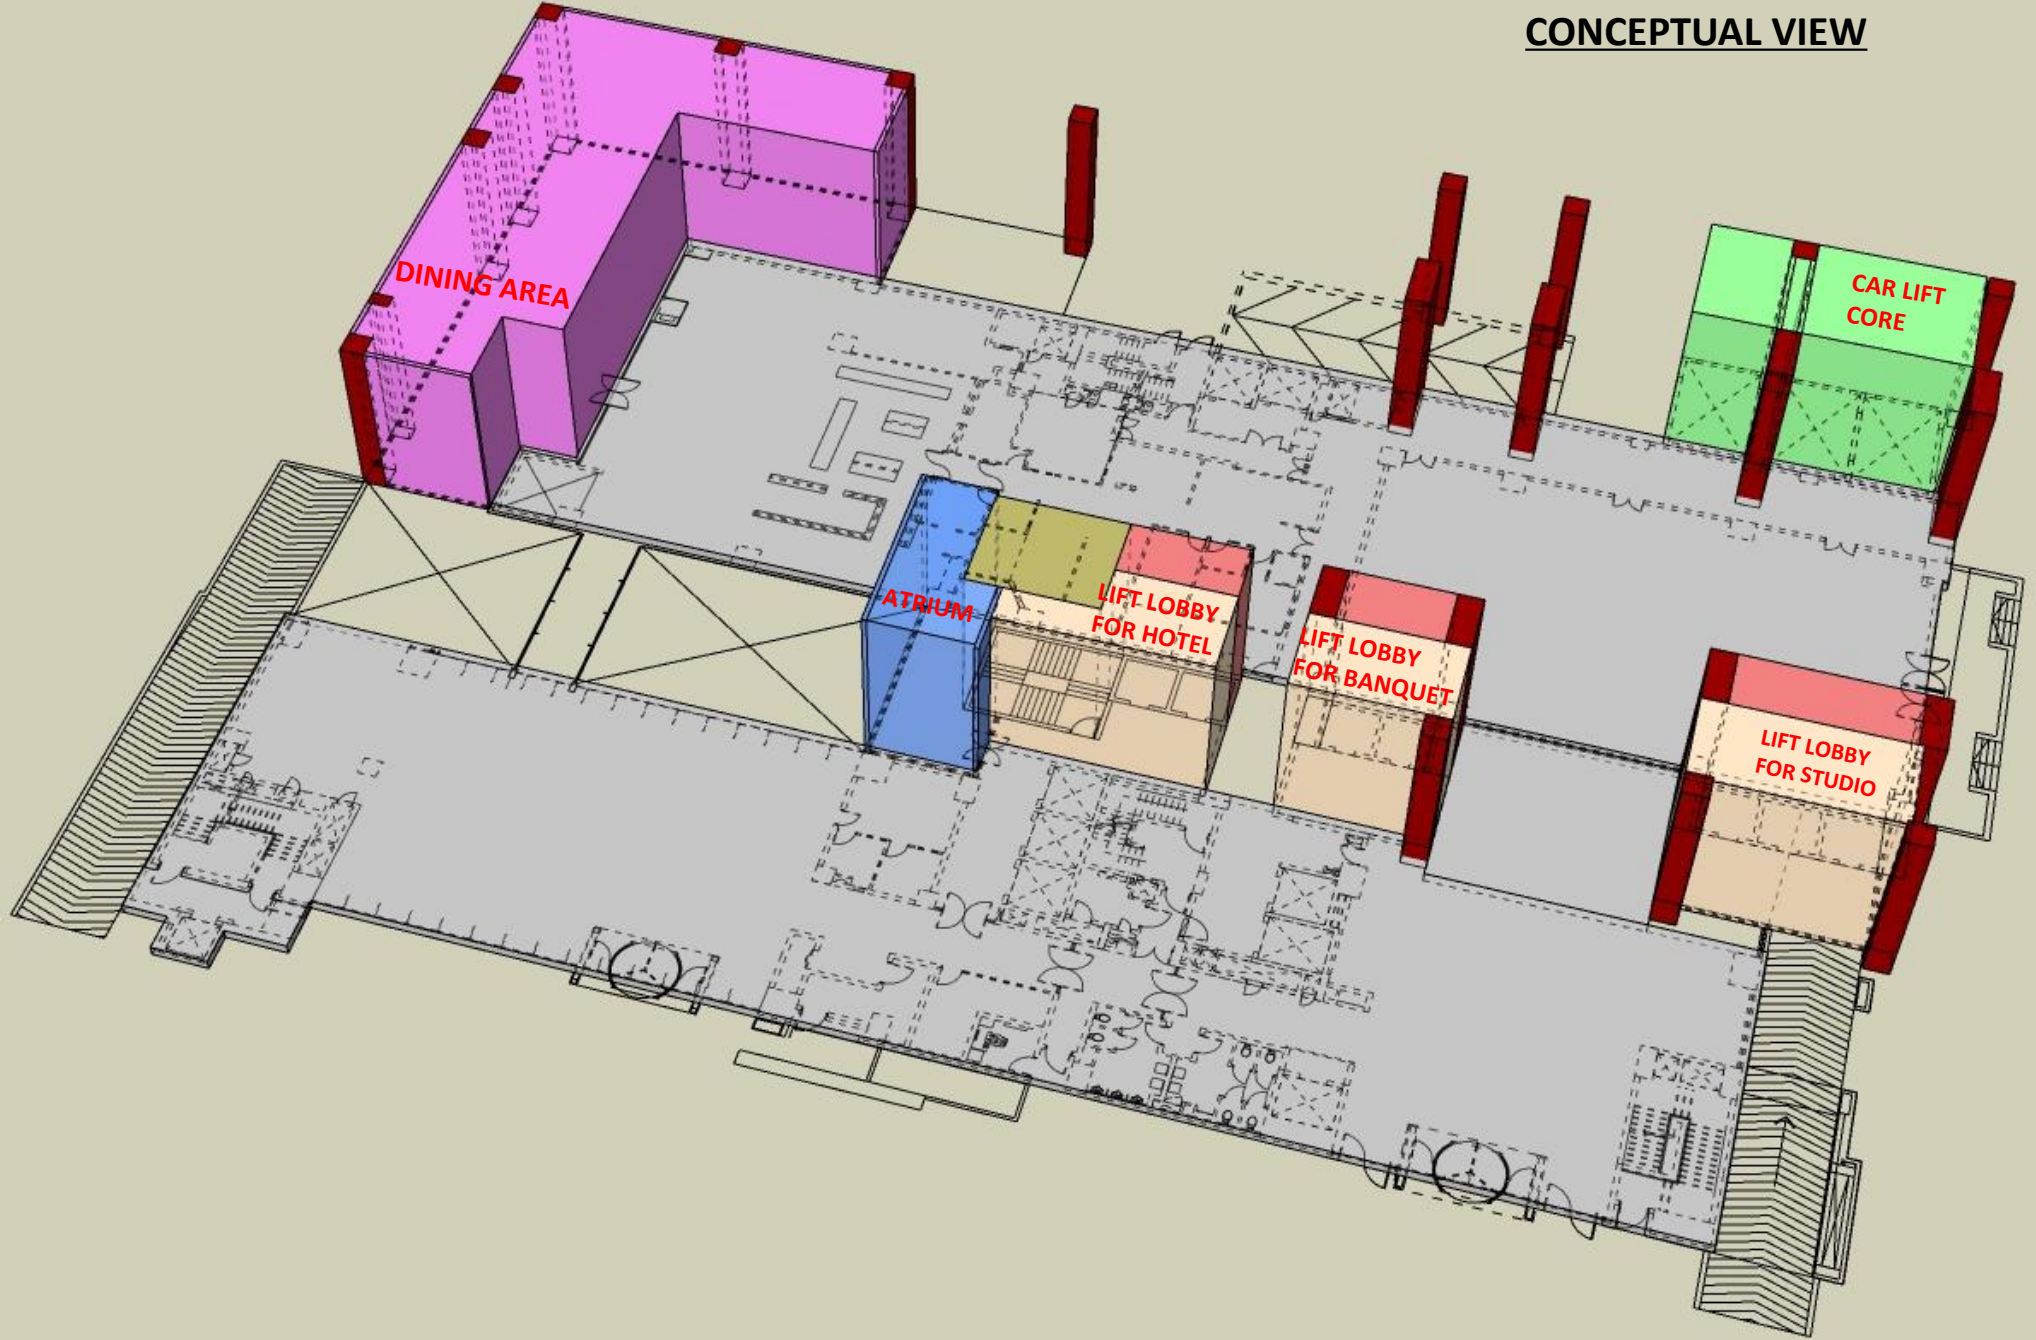 CONCEPTUAL VIEW
DINING AREA
CAR LIFT
CORE
ATRIUM
LIFT LOBBY
FOR HOTEL
LIFT LOBBY
FOR BANQUET
LIFT LOBBY
FOR STUDIO